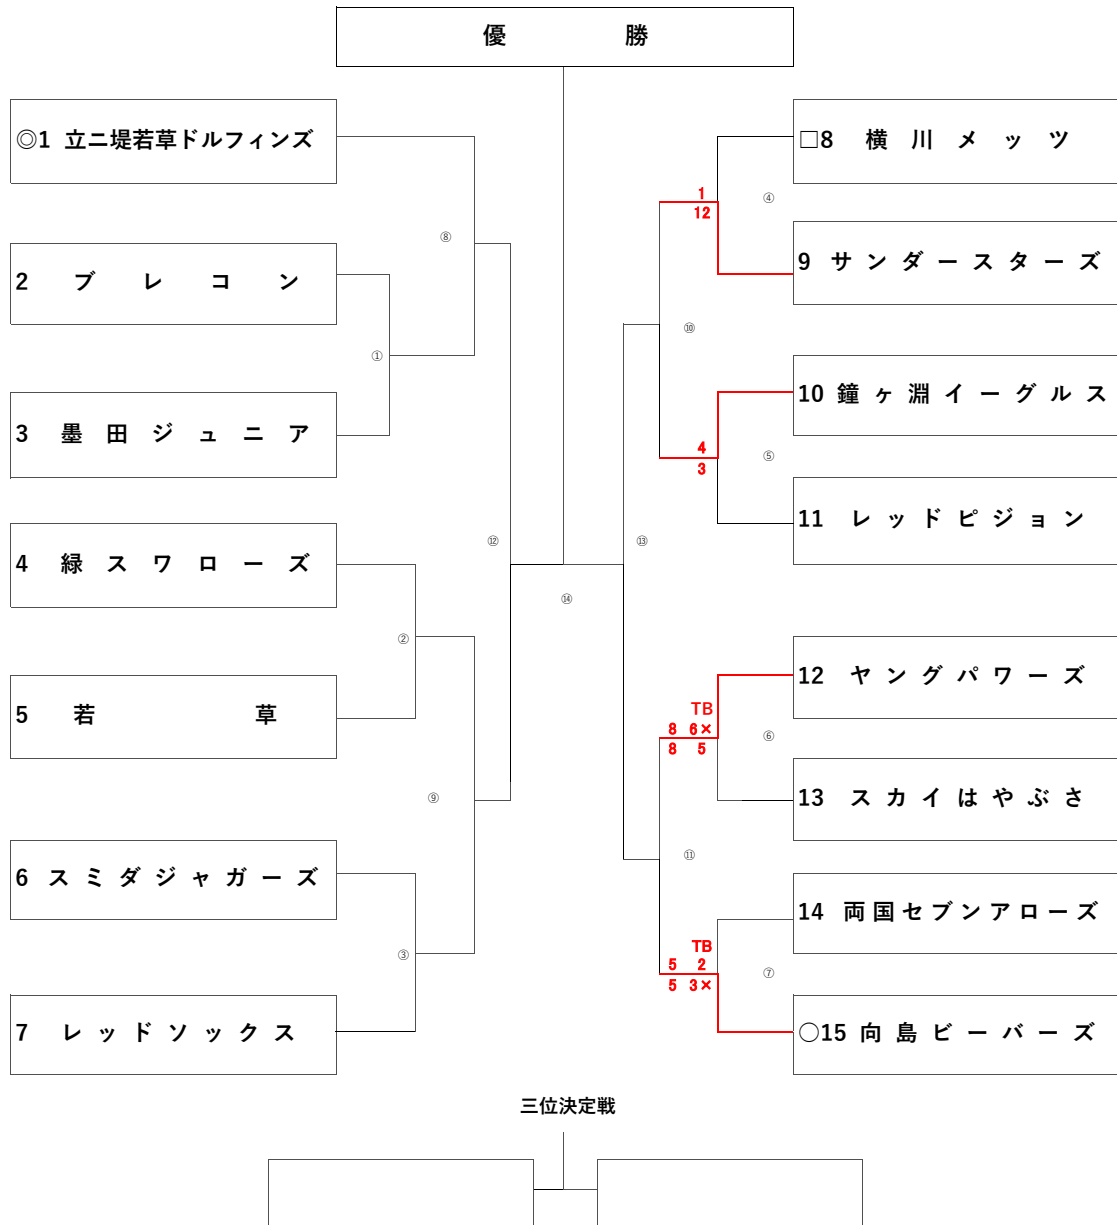 優　勝
◎1 立ニ堤若草ドルフィンズ
2 ブレコン
3 墨田ジュニア
4 緑スワローズ
5 若草
6 スミダジャガーズ
7 レッドソックス
①
②
③
⑧
⑨
⑫
⑭
⑬
□8 横川メッツ
1
12
④
9 サンダースターズ
⑩
10 鐘ヶ淵イーグルス
4
3
⑤
11 レッドピジョン
12 ヤングパワーズ
TB
8 6×
8 5
⑥
13 スカイはやぶさ
⑪
14 両国セブンアローズ
TB
5 2
5 3×
⑦
○15 向島ビーバーズ
三位決定戦